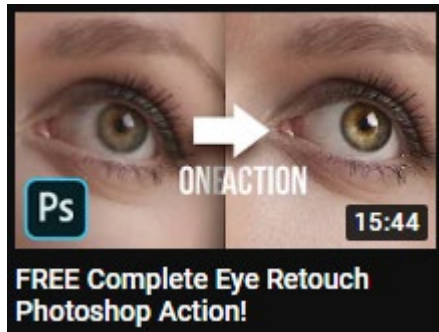 ONE ACTION
Ps
15:44
FREE Complete Eye Retouch
Photoshop Action!